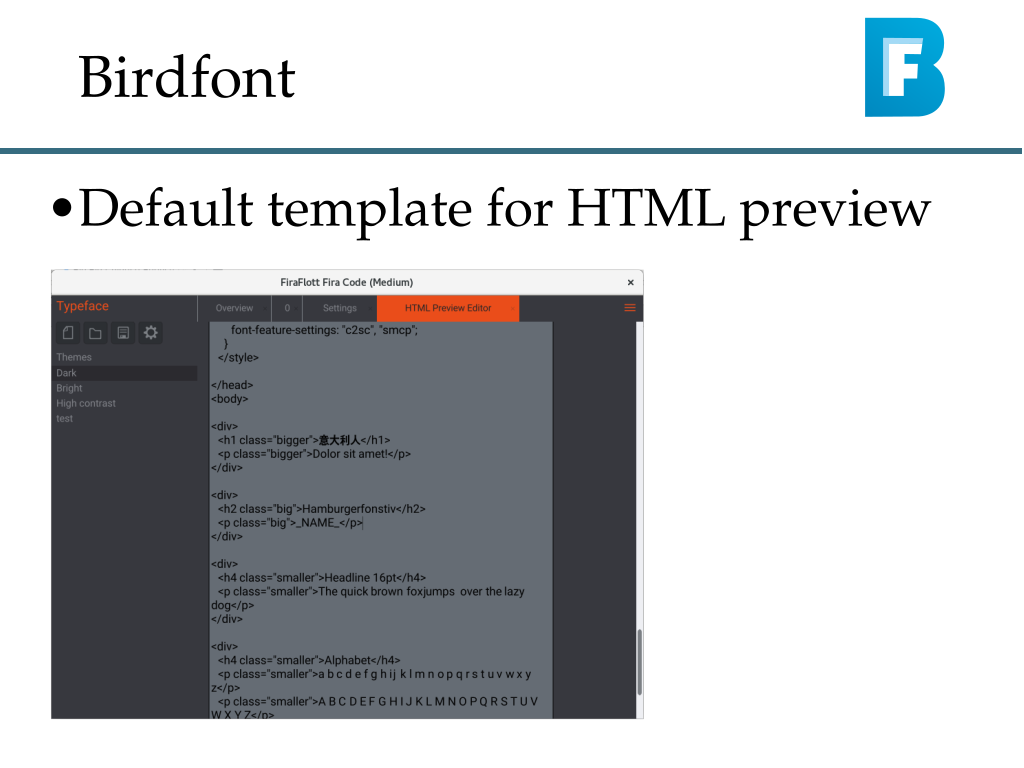 Birdfont
BF
•Default template for HTML preview
FiraFlott Fira Code (Medium)
×
Typeface
Overview
0
Settings
HTML Preview Editor
Themes
Dark
Bright
High contrast
test
font-feature-settings: "c2sc", "smcp";
}
</style>
</head>
<body>
<div>
<h1 class="bigger">意大利人</h1>
<p class="bigger">Dolor sit amet!</p>
</div>
<div>
<h2 class="big">Hamburgerfonstiv</h2>
<p class="big">_NAME_</p>
</div>
<div>
<h4 class="smaller">Headline 16pt</h4>
<p class="smaller">The quick brown foxjumps over the lazy
dog</p>
</div>
<div>
<h4 class="smaller">Alphabet</h4>
<p class="smaller">a b c d e f g h i j k l m n o p q r s t u v w x y
z</p>
<p class="smaller">A B C D E F G H I J K L M N O P Q R S T U V
W X Y Z</p>